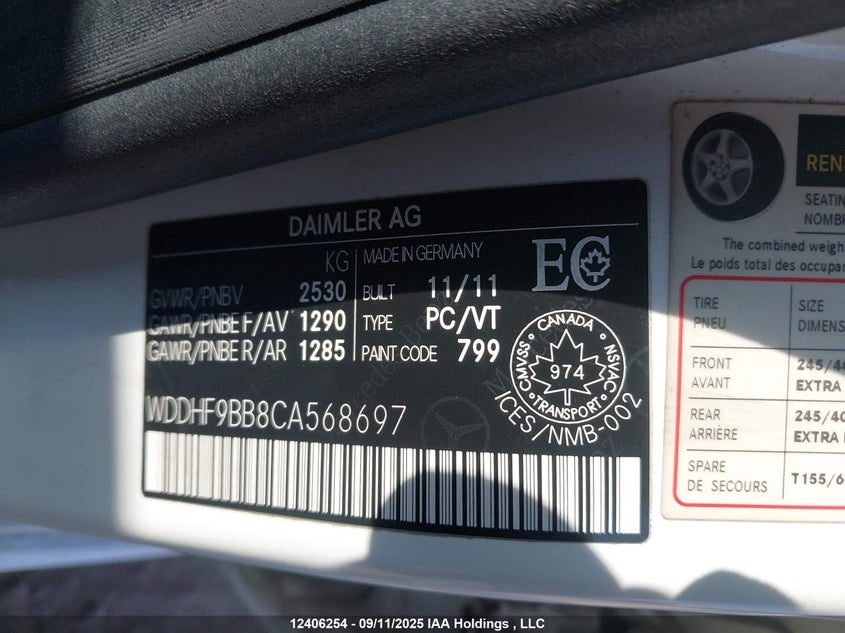 DAIMLER AG
KG
MADE IN GERMANY
GVWR/PNBV 2530
BUILT 11/11
GAWR/PNBE F/AV 1290
TYPE PC/VT
GAWR/PNBE R/AR 1285
PAINT CODE 799
EC
CANADA
CMVSS NSVAC
974
TRANSPORT
ICES/NMB-002
WDDHF9BB8CA568697
REN
SEATIN
NOMBR
The combined weigh
Le poids total des occupa
TIRE
PNEU
SIZE
DIMENS
FRONT
AVANT
245/40
EXTRA
REAR
ARRIÈRE
245/40
EXTRA
SPARE
DE SECOURS
T155/6
12406254 - 09/11/2025 IAA Holdings , LLC